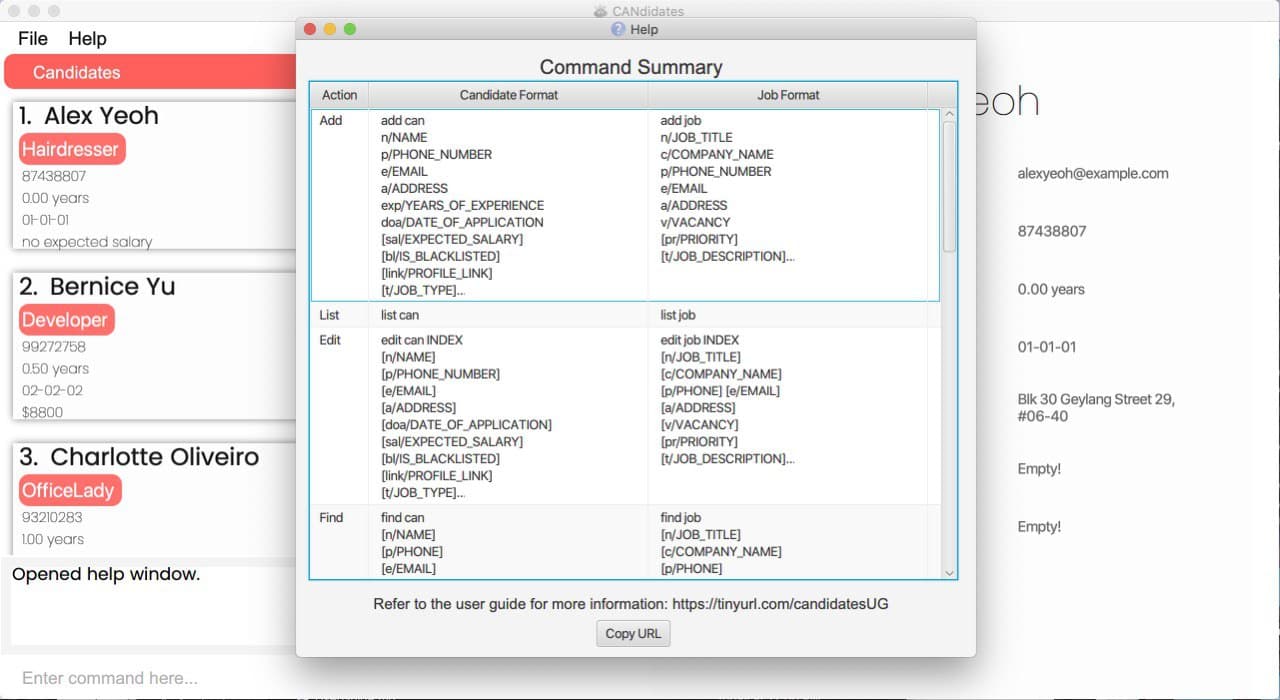 CANdidates
File Help
Candidates
1. Alex Yeoh
Hairdresser
87438807
0.00 years
01-01-01
no expected salary
2. Bernice Yu
Developer
99272758
0.50 years
02-02-02
$8800
3. Charlotte Oliveiro
OfficeLady
93210283
1.00 years
Opened help window.
Enter command here...
Help
Command Summary
Action Candidate Format Job Format
Add
add can
n/NAME
p/PHONE_NUMBER
e/EMAIL
a/ADDRESS
exp/YEARS_OF_EXPERIENCE
doa/DATE_OF_APPLICATION
[sal/EXPECTED_SALARY]
[bl/IS_BLACKLISTED]
[link/PROFILE_LINK]
[t/JOB_TYPE]...
add job
n/JOB_TITLE
c/COMPANY_NAME
p/PHONE_NUMBER
e/EMAIL
a/ADDRESS
v/VACANCY
[pr/PRIORITY]
[t/JOB_DESCRIPTION]...
List list can list job
Edit
edit can INDEX
[n/NAME]
[p/PHONE_NUMBER]
[e/EMAIL]
[a/ADDRESS]
[doa/DATE_OF_APPLICATION]
[sal/EXPECTED_SALARY]
[bl/IS_BLACKLISTED]
[link/PROFILE_LINK]
[t/JOB_TYPE]...
edit job INDEX
[n/JOB_TITLE]
[c/COMPANY_NAME]
[p/PHONE] [e/EMAIL]
[a/ADDRESS]
[v/VACANCY]
[pr/PRIORITY]
[t/JOB_DESCRIPTION]...
Find
find can
[n/NAME]
[p/PHONE]
[e/EMAIL]
find job
[n/JOB_TITLE]
[c/COMPANY_NAME]
[p/PHONE]
Refer to the user guide for more information: https://tinyurl.com/candidatesUG
Copy URL
eoh
alexyeoh@example.com
87438807
0.00 years
01-01-01
Blk 30 Geylang Street 29,
#06-40
Empty!
Empty!